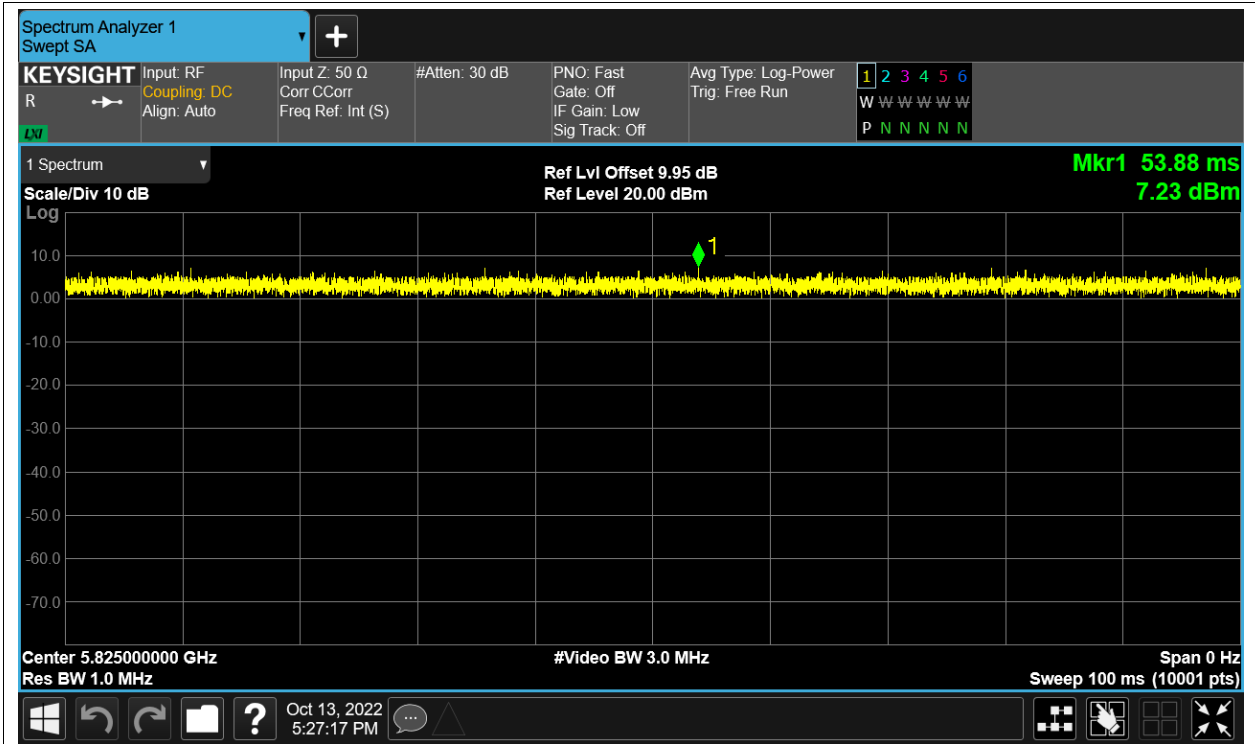 Spectrum Analyzer 1
Swept SA
KEYSIGHT
R
LXI
Input: RF
Coupling: DC
Align: Auto
Input Z: 50 Ω
Corr CCorr
Freq Ref: Int (S)
#Atten: 30 dB
PNO: Fast
Gate: Off
IF Gain: Low
Sig Track: Off
Avg Type: Log-Power
Trig: Free Run
1 2 3 4 5 6
W W W W W W
P N N N N N
1 Spectrum
Scale/Div 10 dB
Log
Ref Lvl Offset 9.95 dB
Ref Level 20.00 dBm
Mkr1 53.88 ms
7.23 dBm
1
10.0
0.00
-10.0
-20.0
-30.0
-40.0
-50.0
-60.0
-70.0
Center 5.825000000 GHz
Res BW 1.0 MHz
#Video BW 3.0 MHz
Span 0 Hz
Sweep 100 ms (10001 pts)
?
Oct 13, 2022
5:27:17 PM